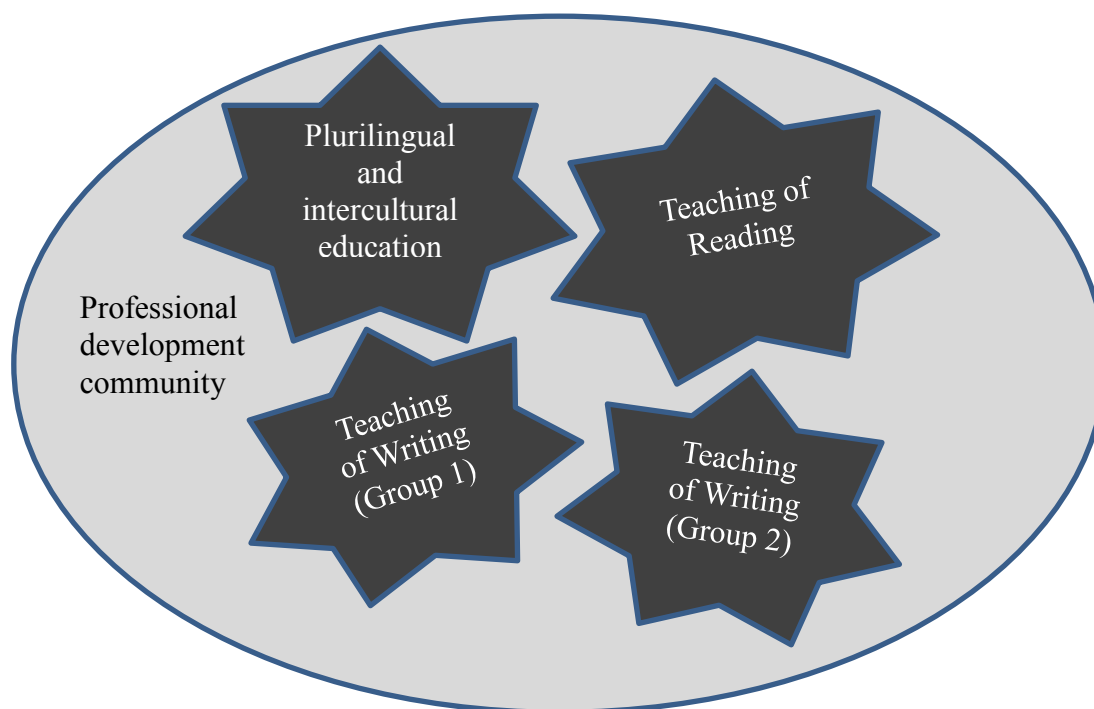 Plurilingual
and
intercultural
education
Teaching of
Reading
Professional
development
community
Teaching
of Writing
(Group 1)
Teaching
of Writing
(Group 2)